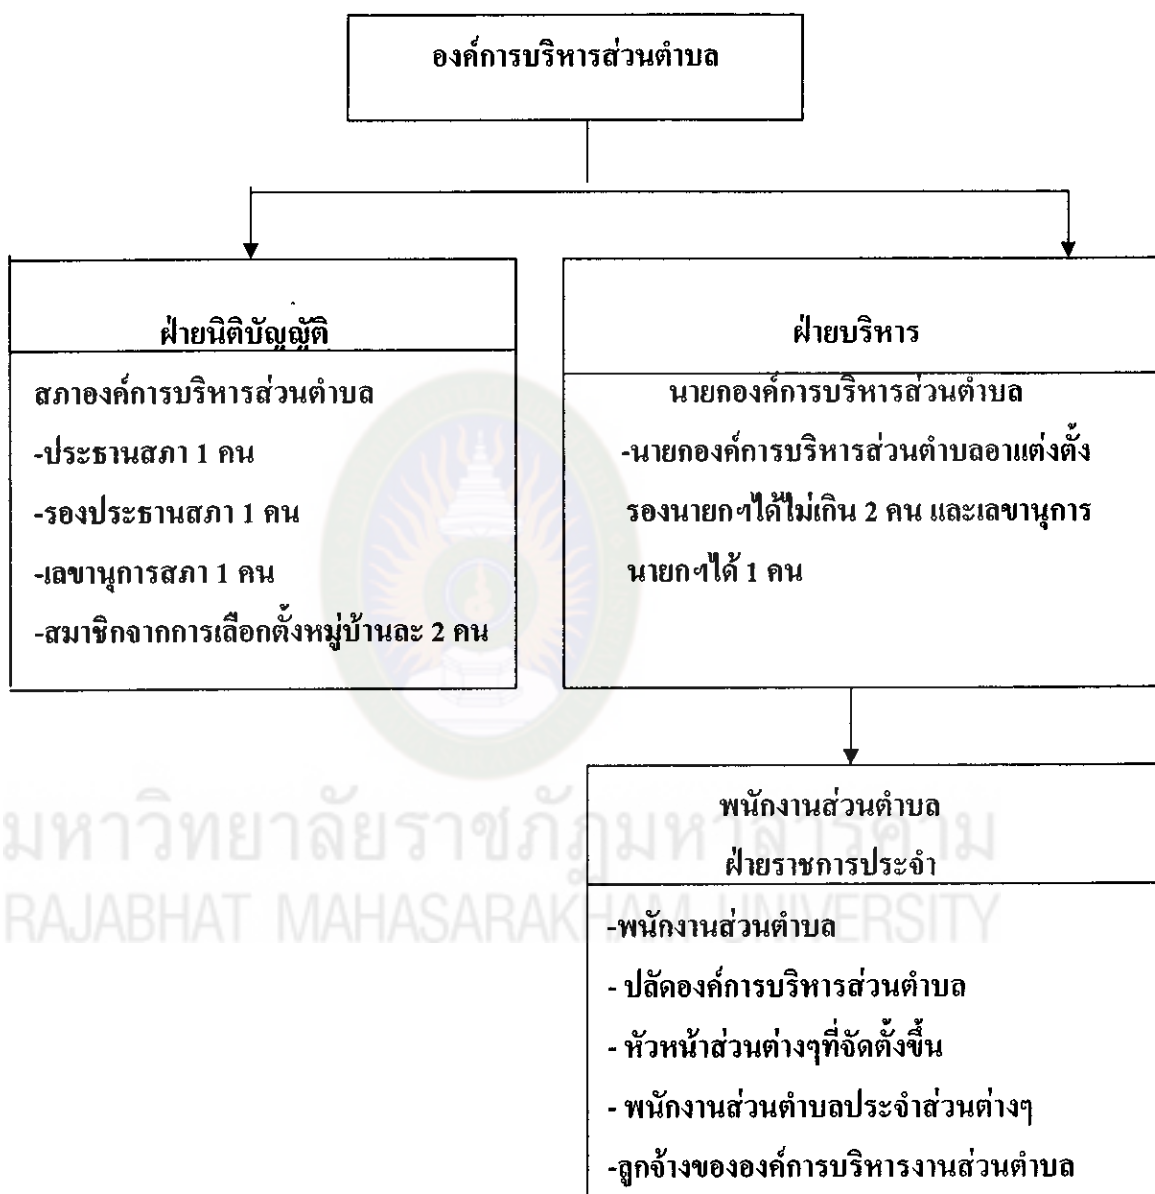 องค์การบริหารส่วนตำบล
ฝ่ายนิติบัญญัติ
สภาองค์การบริหารส่วนตำบล
-ประธานสภา 1 คน
-รองประธานสภา 1 คน
-เลขานุการสภา 1 คน
-สมาชิกจากการเลือกตั้งหมู่บ้านละ 2 คน
ฝ่ายบริหาร
นายกองค์การบริหารส่วนตำบล
-นายกองค์การบริหารส่วนตำบลอาแต่งตั้ง
รองนายกฯได้ไม่เกิน 2 คน และเลขานุการ
นายกฯได้ 1 คน
พนักงานส่วนตำบล
ฝ่ายราชการประจำ
-พนักงานส่วนตำบล
- ปลัดองค์การบริหารส่วนตำบล
- หัวหน้าส่วนต่างๆที่จัดตั้งขึ้น
- พนักงานส่วนตำบลประจำส่วนต่างๆ
-ลูกจ้างขององค์การบริหารงานส่วนตำบล
มหาวิทยาลัยราชภัฏมหาสารคาม
RAJABHAT MAHASARAKHAM UNIVERSITY